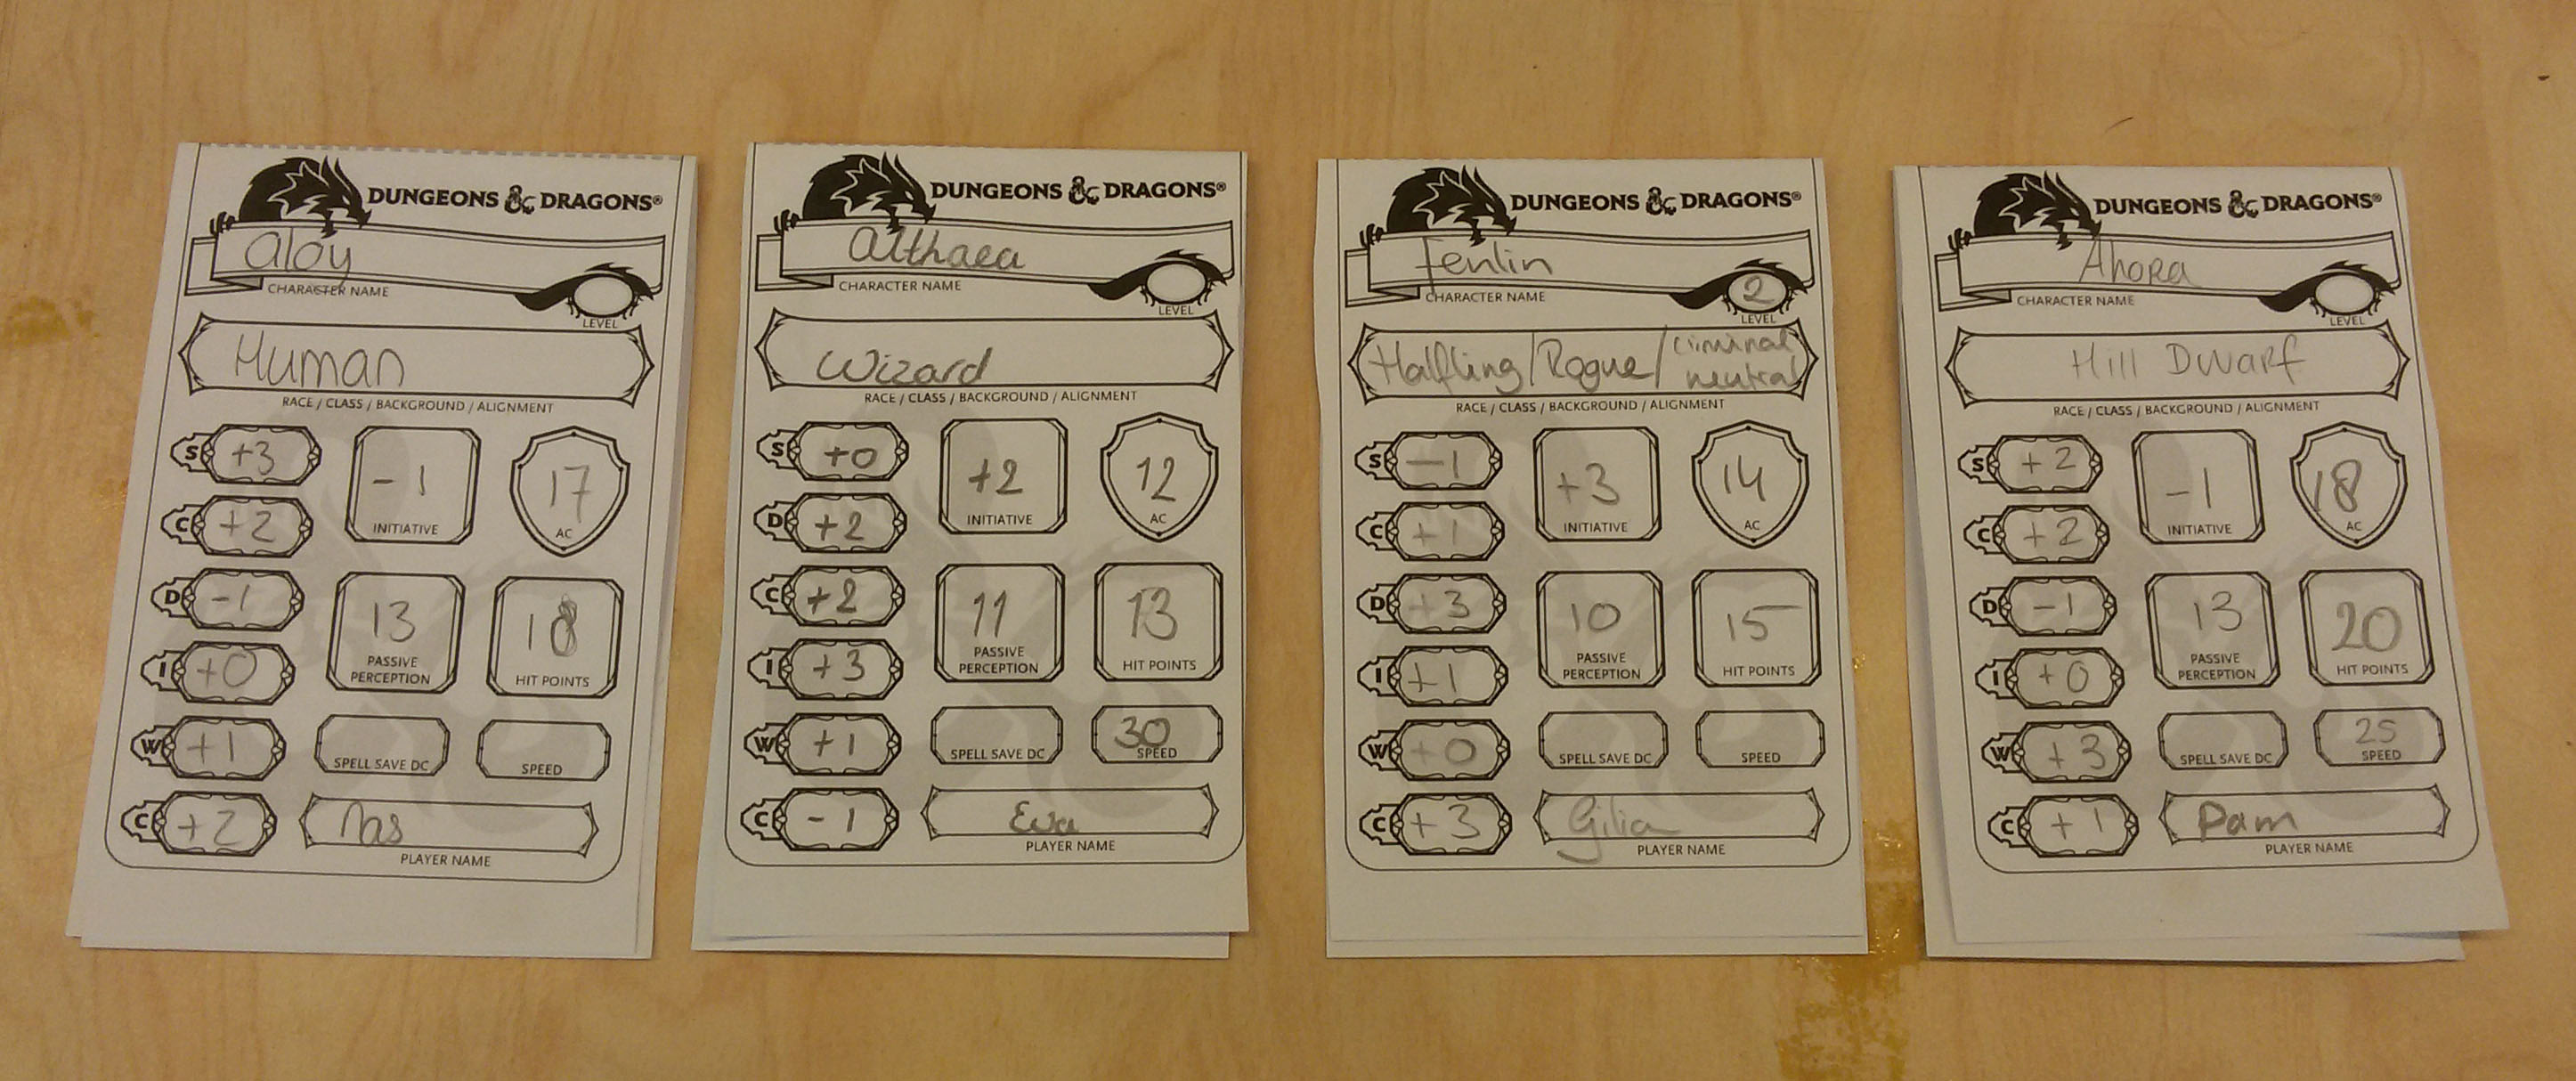 DUNGEONS & DRAGONS®
Aloy
CHARACTER NAME
LEVEL
Human
RACE / CLASS / BACKGROUND / ALIGNMENT
S +3
C +2
D -1
I +0
W +1
C +2
-1
INITIATIVE
17
AC
13
PASSIVE
PERCEPTION
18
HIT POINTS
SPELL SAVE DC
SPEED
Nas
PLAYER NAME
DUNGEONS & DRAGONS®
Althaea
CHARACTER NAME
LEVEL
Wizard
RACE / CLASS / BACKGROUND / ALIGNMENT
S +0
D +2
C +2
I +3
W +1
C -1
+2
INITIATIVE
12
AC
11
PASSIVE
PERCEPTION
13
HIT POINTS
SPELL SAVE DC
30
SPEED
Eva
PLAYER NAME
DUNGEONS & DRAGONS®
Fenlin
CHARACTER NAME
2
LEVEL
Halfling/Rogue/criminal
neutral
RACE / CLASS / BACKGROUND / ALIGNMENT
S -1
C +1
D +3
I +1
W +0
C +3
+3
INITIATIVE
14
AC
10
PASSIVE
PERCEPTION
15
HIT POINTS
SPELL SAVE DC
SPEED
Gilia
PLAYER NAME
DUNGEONS & DRAGONS®
Ahora
CHARACTER NAME
LEVEL
Hill Dwarf
RACE / CLASS / BACKGROUND / ALIGNMENT
S +2
C +2
D -1
I +0
W +3
C +1
-1
INITIATIVE
18
AC
13
PASSIVE
PERCEPTION
20
HIT POINTS
SPELL SAVE DC
25
SPEED
Pam
PLAYER NAME